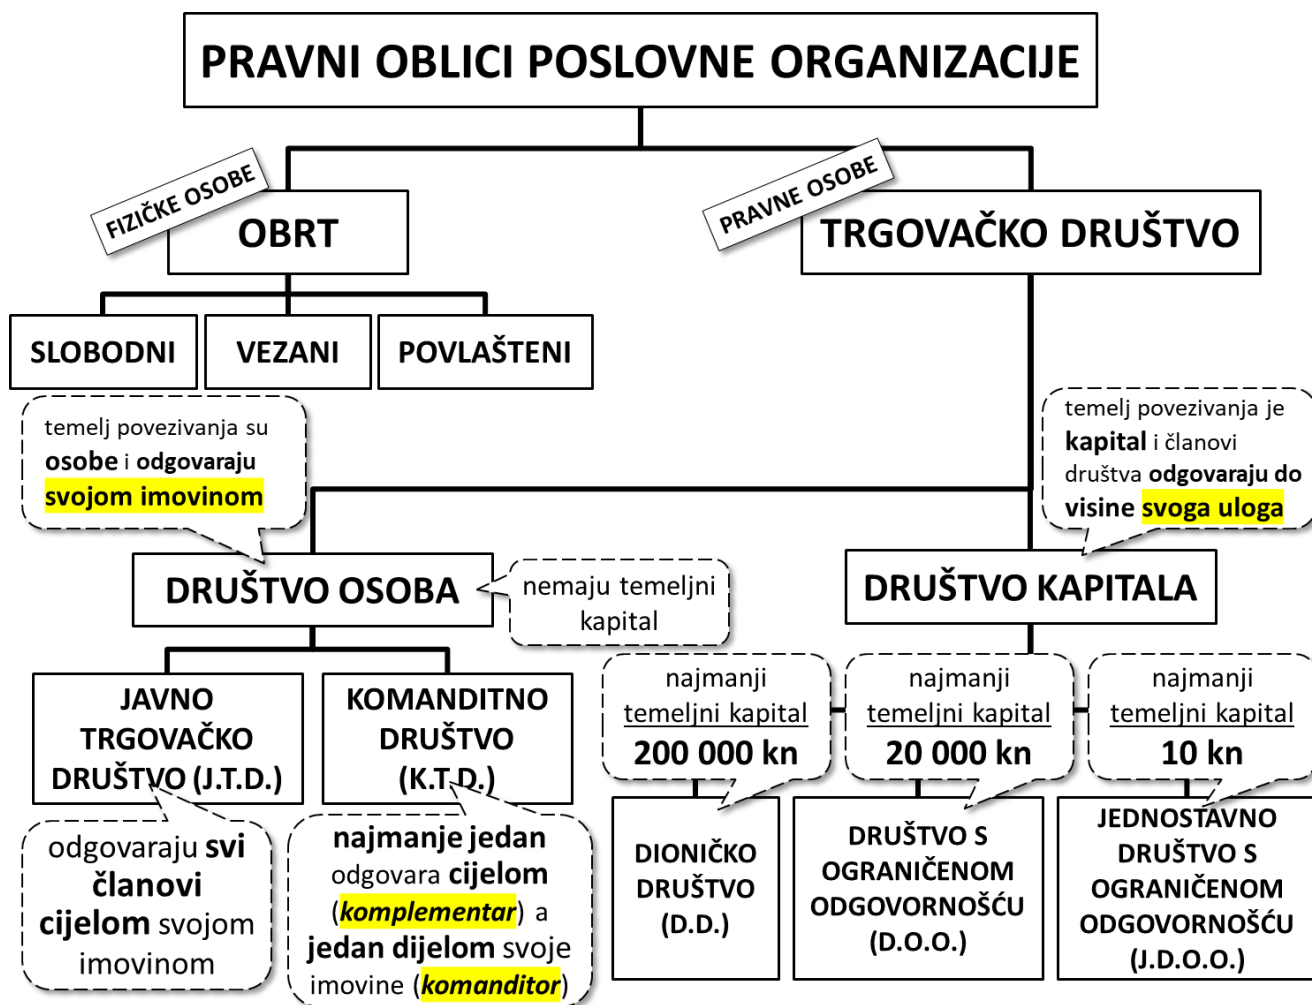 PRAVNI OBLICI POSLOVNE ORGANIZACIJE
FIZIČKE OSOBE
OBRT
PRAVNE OSOBE
TRGOVAČKO DRUŠTVO
SLOBODNI
VEZANI
POVLAŠTENI
temelj povezivanja su
osobe i odgovaraju
svojom imovinom
temelj povezivanja je
kapital i članovi
društva odgovaraju do
visine svoga uloga
DRUŠTVO OSOBA
nemaju temeljni
kapital
DRUŠTVO KAPITALA
JAVNO
TRGOVAČKO
DRUŠTVO (J.T.D.)
KOMANDITNO
DRUŠTVO
(K.T.D.)
najmanji
temeljni kapital
200 000 kn
najmanji
temeljni kapital
20 000 kn
najmanji
temeljni kapital
10 kn
odgovaraju svi
članovi
cijelom svojom
imovinom
najmanje jedan
odgovara cijelom
(komplementar) a
jedan dijelom svoje
imovine (komanditor)
DIONIČKO
DRUŠTVO
(D.D.)
DRUŠTVO S
OGRANIČENOM
ODGOVORNOŠĆU
(D.O.O.)
JEDNOSTAVNO
DRUŠTVO S
OGRANIČENOM
ODGOVORNOŠĆU
(J.D.O.O.)